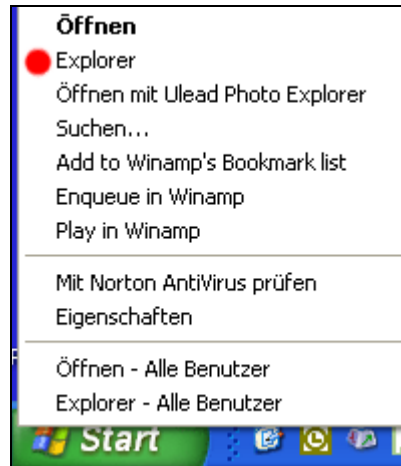 Öffnen
Explorer
Öffnen mit Ulead Photo Explorer
Suchen...
Add to Winamp's Bookmark list
Enqueue in Winamp
Play in Winamp
Mit Norton AntiVirus prüfen
Eigenschaften
Öffnen - Alle Benutzer
Explorer - Alle Benutzer
Start